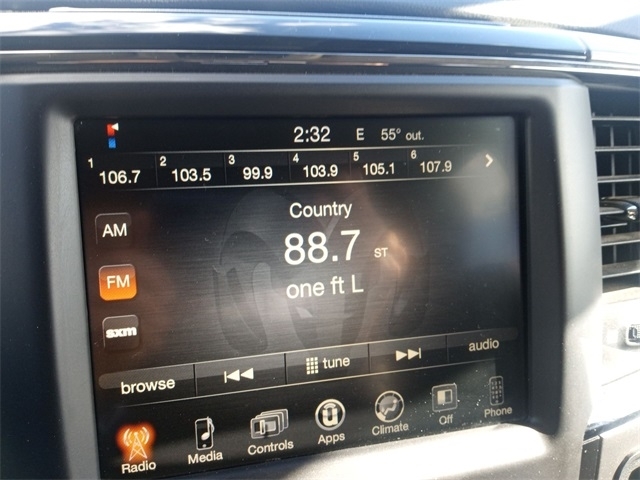 2:32 E 55° out.
1 106.7 2 103.5 3 99.9 4 103.9 5 105.1 6 107.9
Country
AM
88.7 ST
FM
one ft L
sxm
browse tune audio
Radio Media Controls Apps Climate Off Phone